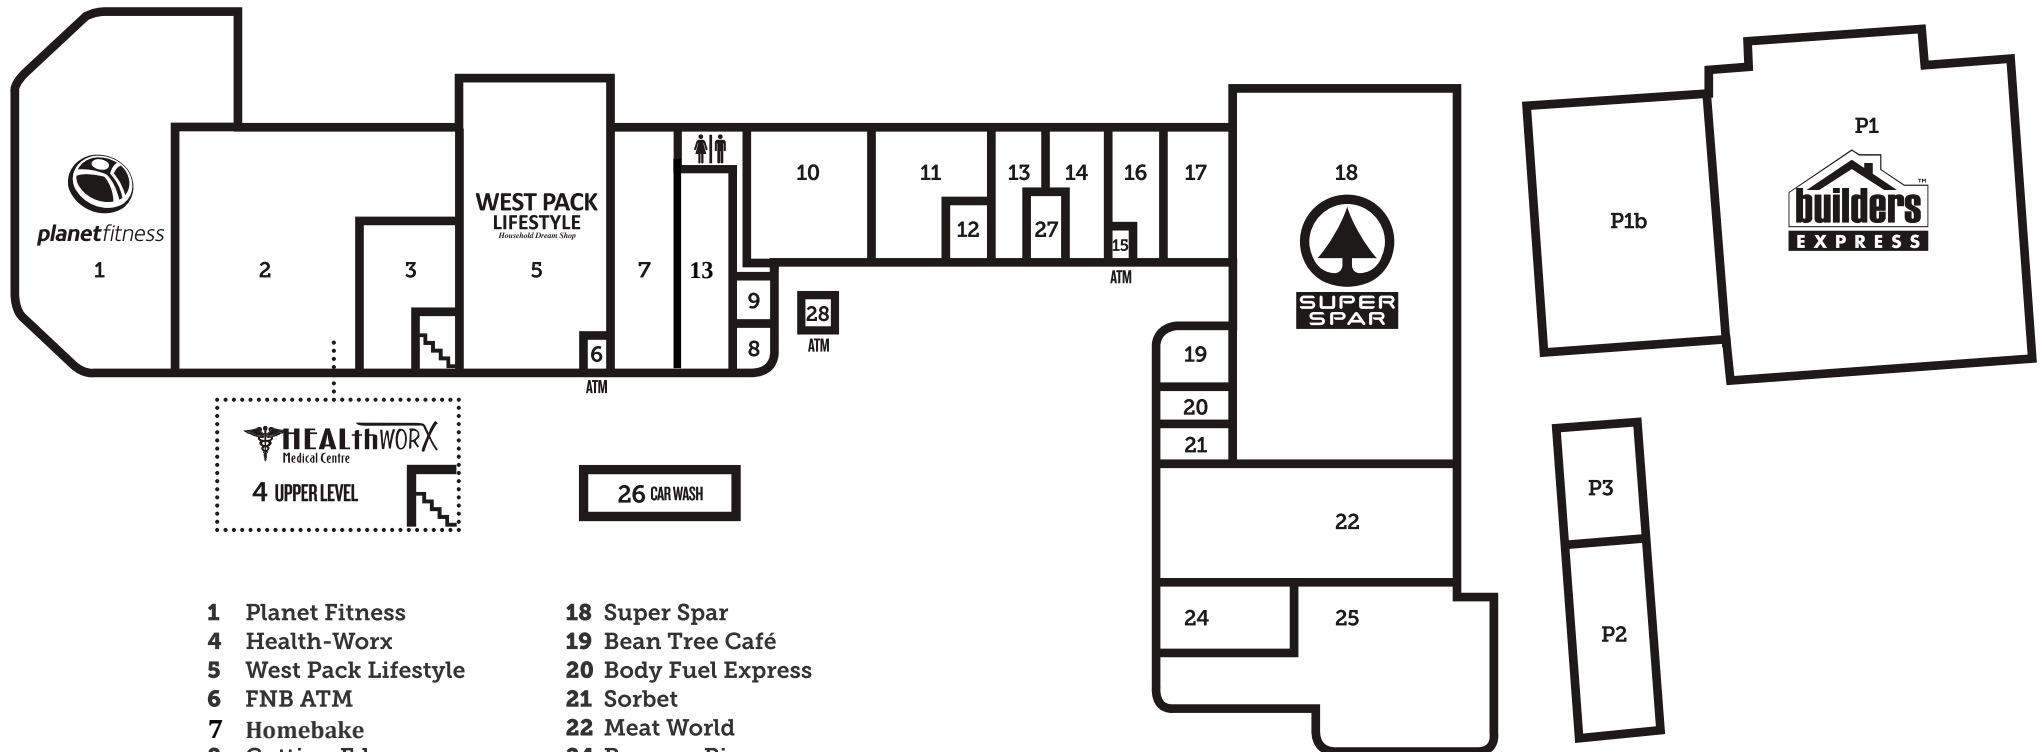 planetfitness
1
2
3
WEST PACK
LIFESTYLE
Household Dream Shop
5
6
ATM
7
13
9
8
28
ATM
10
11
12
13
27
14
16
15
ATM
17
18
SUPER
SPAR
19
20
21
22
24
25
P1b
P1
builders™
EXPRESS
P3
P2
HEALthWORX
Medical Centre
4 UPPER LEVEL
26 CAR WASH
1 Planet Fitness
4 Health-Worx
5 West Pack Lifestyle
6 FNB ATM
7 Homebake
18 Super Spar
19 Bean Tree Café
20 Body Fuel Express
21 Sorbet
22 Meat World